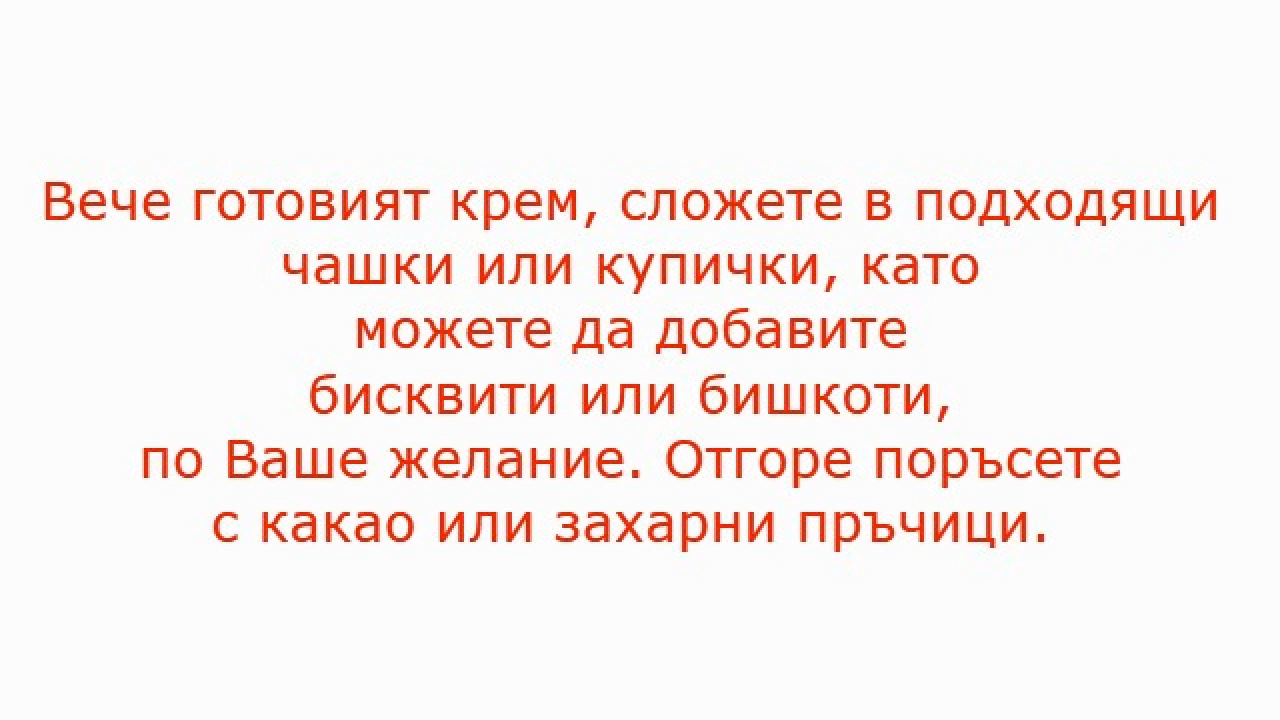 Вече готовият крем, сложете в подходящи
чашки или купички, като
можете да добавите
бисквити или бишкоти,
по Ваше желание. Отгоре поръсете
с какао или захарни пръчици.